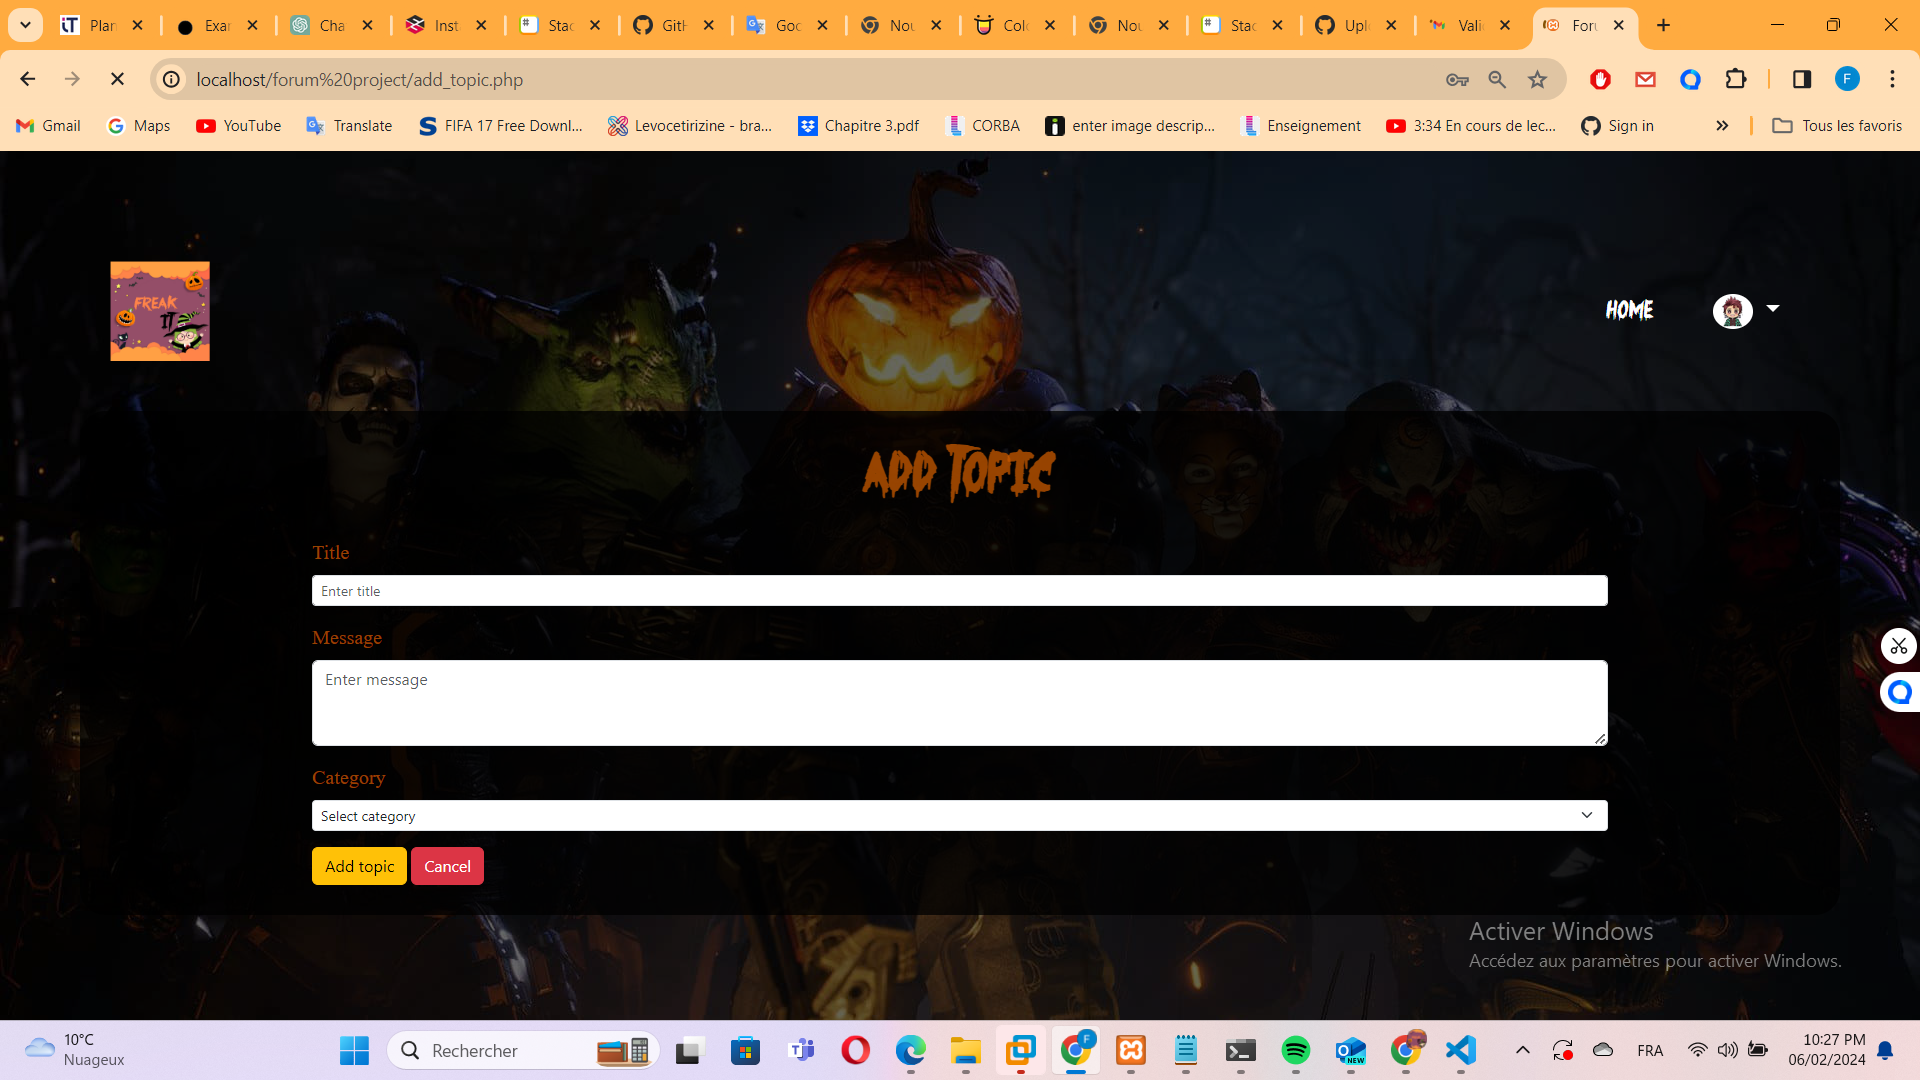 Plan
Exar
Cha
Inst
Stac
GitH
Goo
Nou
Colo
Nou
Stac
Uplo
Vali
Foru
localhost/forum%20project/add_topic.php
F
Gmail
Maps
YouTube
Translate
FIFA 17 Free Downl...
Levocetirizine - bra...
Chapitre 3.pdf
CORBA
enter image descrip...
Enseignement
3:34 En cours de lec...
Sign in
Tous les favoris
FREAK
IT
HOME
ADD TOPIC
Title
Enter title
Message
Enter message
Category
Select category
Add topic
Cancel
Activer Windows
Accédez aux paramètres pour activer Windows.
10°C
Nuageux
Rechercher
F
NEW
FRA
10:27 PM
06/02/2024